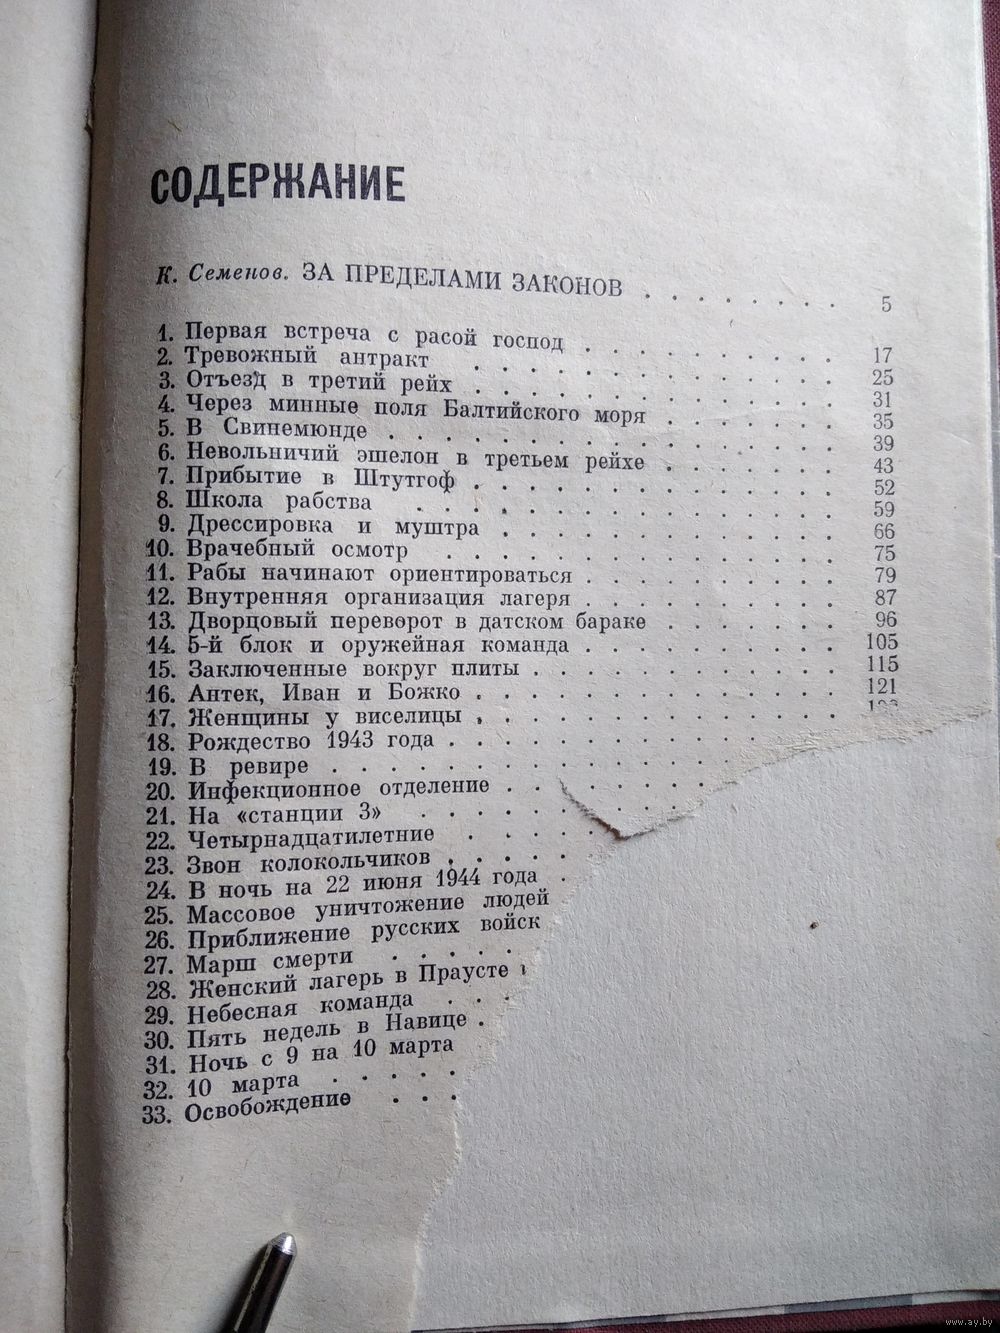 СОДЕРЖАНИЕ
К. Семенов. ЗА ПРЕДЕЛАМИ ЗАКОНОВ . . . . . . . . 5
1. Первая встреча с расой господ . . . . . . . . . . 17
2. Тревожный антракт . . . . . . . . . . . . . 25
3. Отъезд в третий рейх . . . . . . . . . . . . . 31
4. Через минные поля Балтийского моря . . . . . . . 35
5. В Свинемюнде . . . . . . . . . . . . . . . . 39
6. Невольничий эшелон в третьем рейхе . . . . . . . 43
7. Прибытие в Штутгоф . . . . . . . . . . . . . 52
8. Школа рабства . . . . . . . . . . . . . . . 59
9. Дрессировка и муштра . . . . . . . . . . . . 66
10. Врачебный осмотр . . . . . . . . . . . . . . 75
11. Рабы начинают ориентироваться . . . . . . . . . 79
12. Внутренняя организация лагеря . . . . . . . . . 87
13. Дворцовый переворот в датском бараке . . . . . . . 96
14. 5-й блок и оружейная команда . . . . . . . . . 105
15. Заключенные вокруг плиты . . . . . . . . . . . 115
16. Антек, Иван и Божко . . . . . . . . . . . . . 121
17. Женщины у виселицы . . . . . . . . . . . . .
18. Рождество 1943 года . . . . . . . . . . .
19. В ревире . . . . . . . . . . . . . . .
20. Инфекционное отделение . . . . . . . .
21. На «станции 3» . . . . . . . . .
22. Четырнадцатилетние . . . . .
23. Звон колокольчиков . . . . .
24. В ночь на 22 июня 1944 года .
25. Массовое уничтожение людей
26. Приближение русских войск
27. Марш смерти . . . . .
28. Женский лагерь в Праусте
29. Небесная команда . . .
30. Пять недель в Навице .
31. Ночь с 9 на 10 марта
32. 10 марта . . . . .
33. Освобождение . . .
www.ay.by